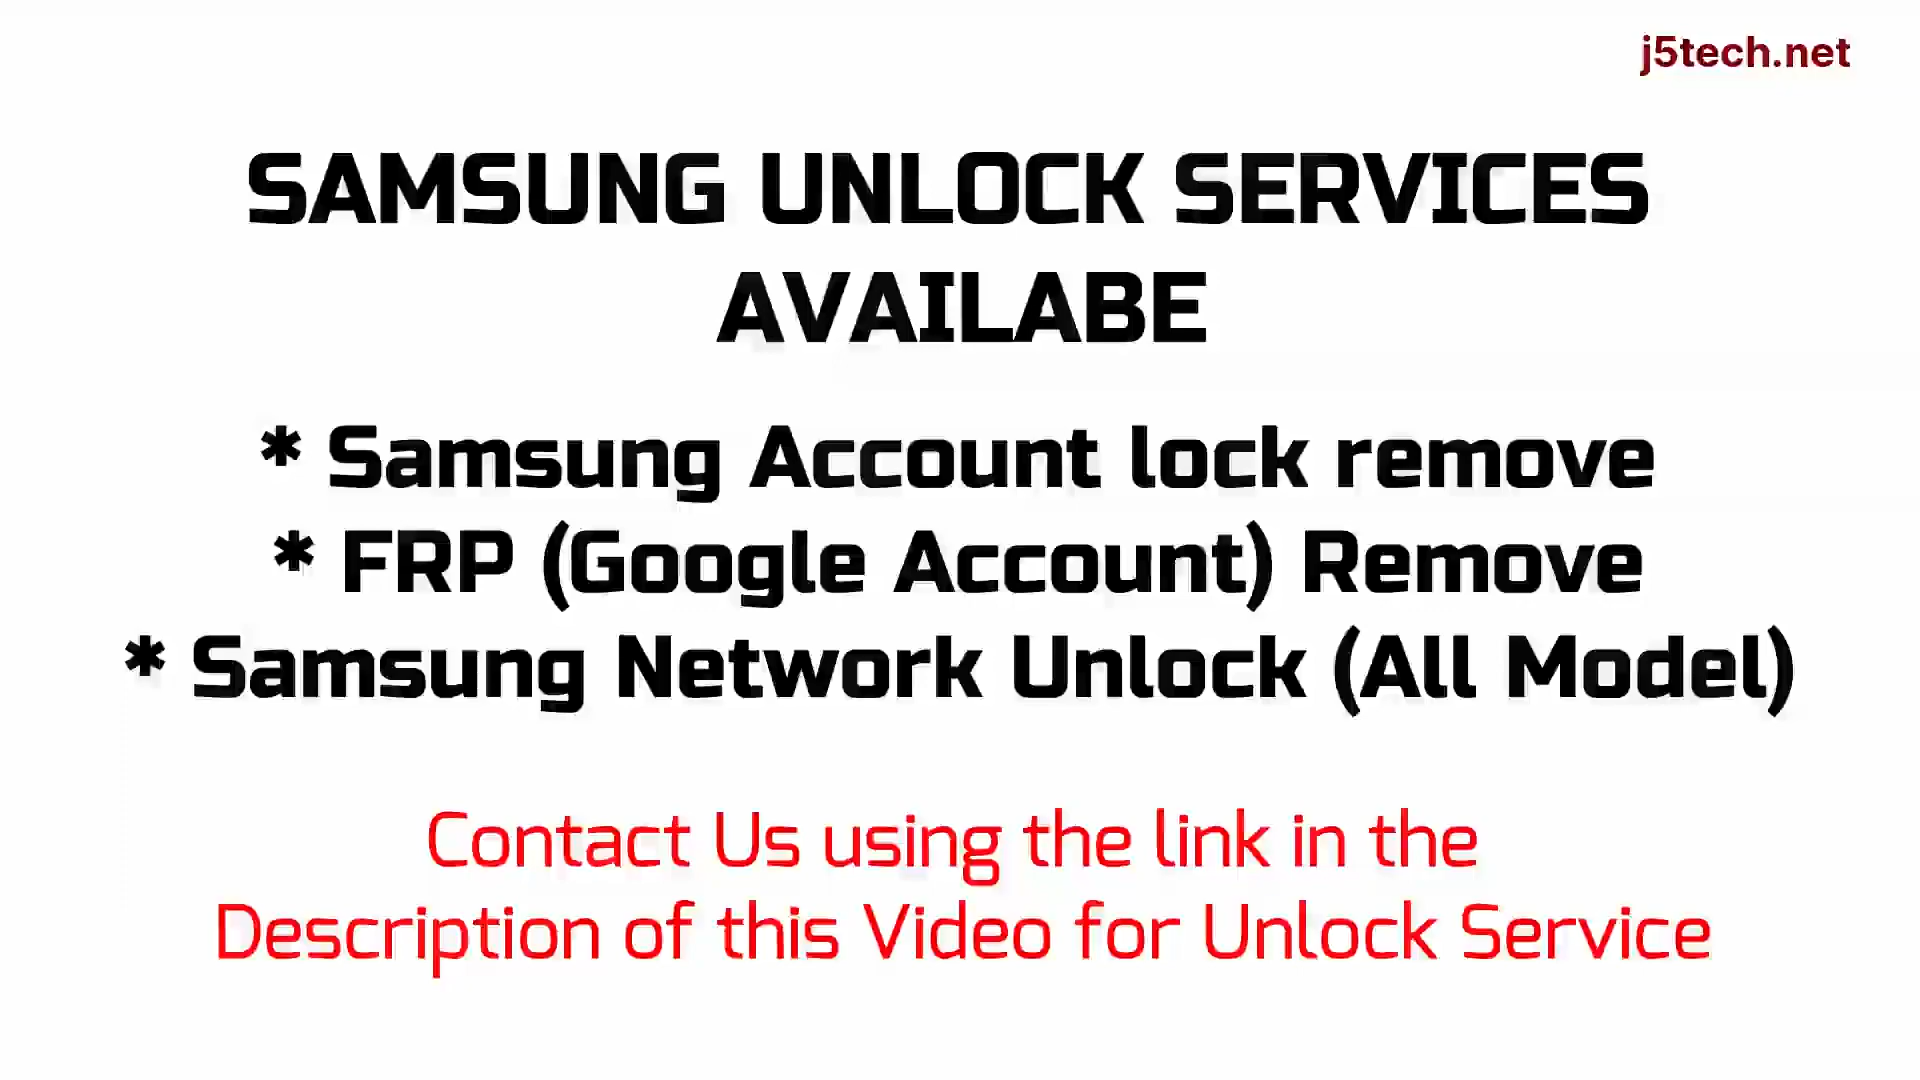 j5tech.net
SAMSUNG UNLOCK SERVICES
AVAILABE
* Samsung Account lock remove
* FRP (Google Account) Remove
* Samsung Network Unlock (All Model)
Contact Us using the link in the
Description of this Video for Unlock Service